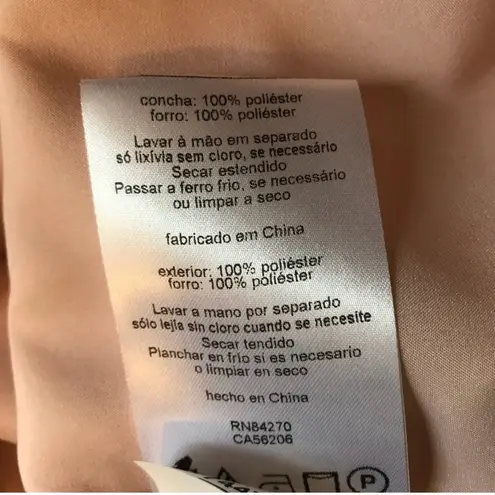 concha: 100% poliéster
forro: 100% poliéster
Lavar à mão em separado
só lixívia sem cloro, se necessário
Secar estendido
Passar a ferro frio, se necessário
ou limpar a seco
fabricado em China
exterior: 100% poliéster
forro: 100% poliéster
Lavar a mano por separado
sólo lejía sin cloro cuando se necesite
Secar tendido
Planchar en frío si es necesario
o limpiar en seco
hecho en China
RN84270
CA56206
P